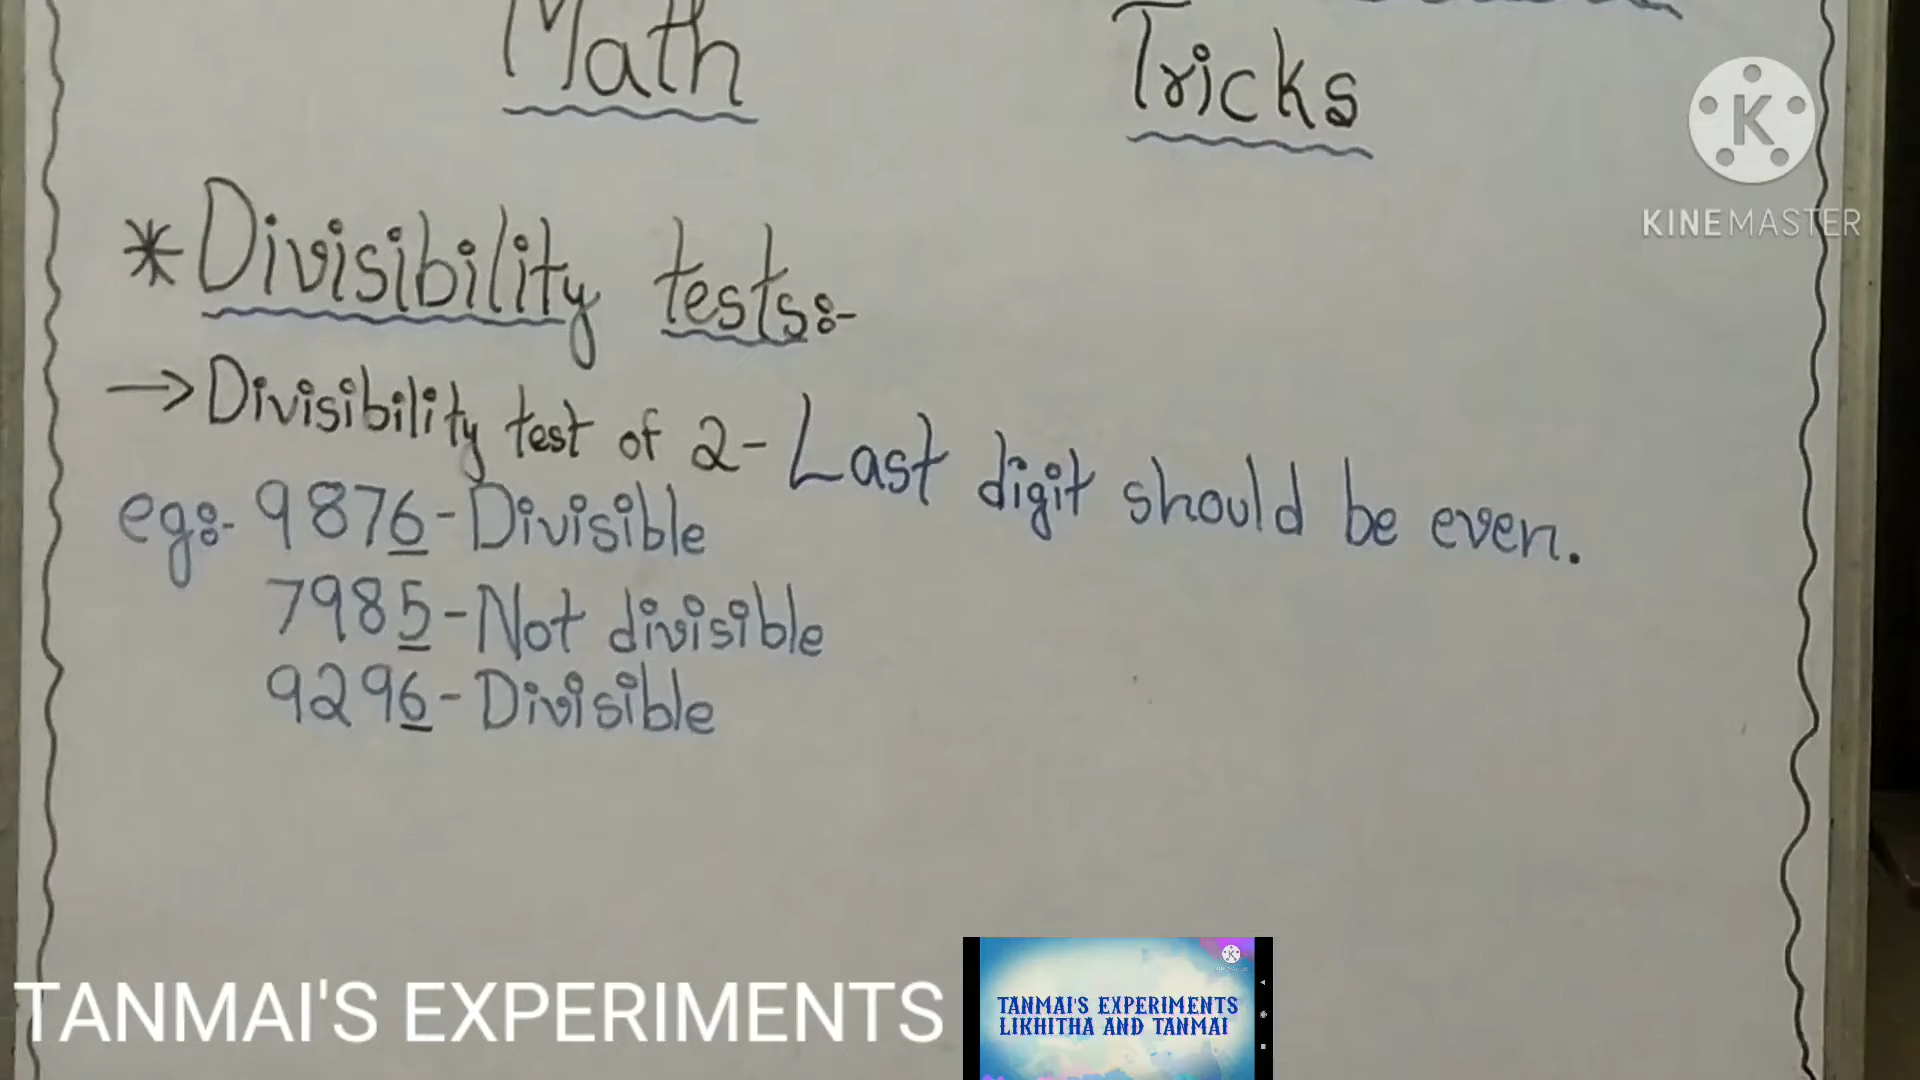 Math Tricks
K
KINEMASTER
*Divisibility tests:-
→Divisibility test of 2- Last digit should be even.
eg:- 9876-Divisible
7985-Not divisible
9296-Divisible
TANMAI'S EXPERIMENTS
TANMAI'S EXPERIMENTS
LIKHITHA AND TANMAI